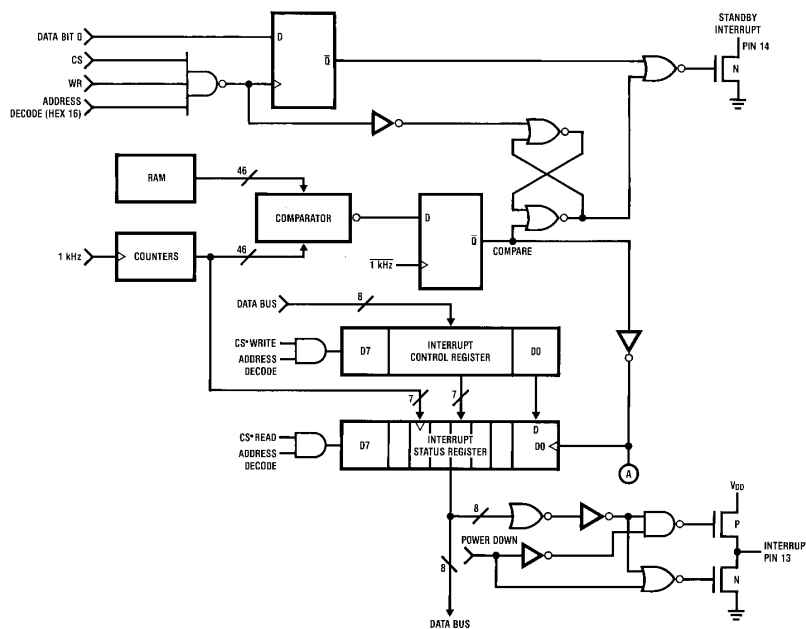 STANDBY
INTERRUPT
PIN 14
DATA BIT 0
D
Q
CS
WR
ADDRESS
DECODE (HEX 16)
N
RAM
46
COMPARATOR
D
Q
1 kHz
COUNTERS
46
1 kHz
COMPARE
DATA BUS
8
CS*WRITE
ADDRESS
DECODE
D7
INTERRUPT
CONTROL REGISTER
D0
7
7
D
CS*READ
ADDRESS
DECODE
D7
INTERRUPT
STATUS REGISTER
D0
A
VDD
8
P
POWER DOWN
INTERRUPT
PIN 13
8
N
DATA BUS